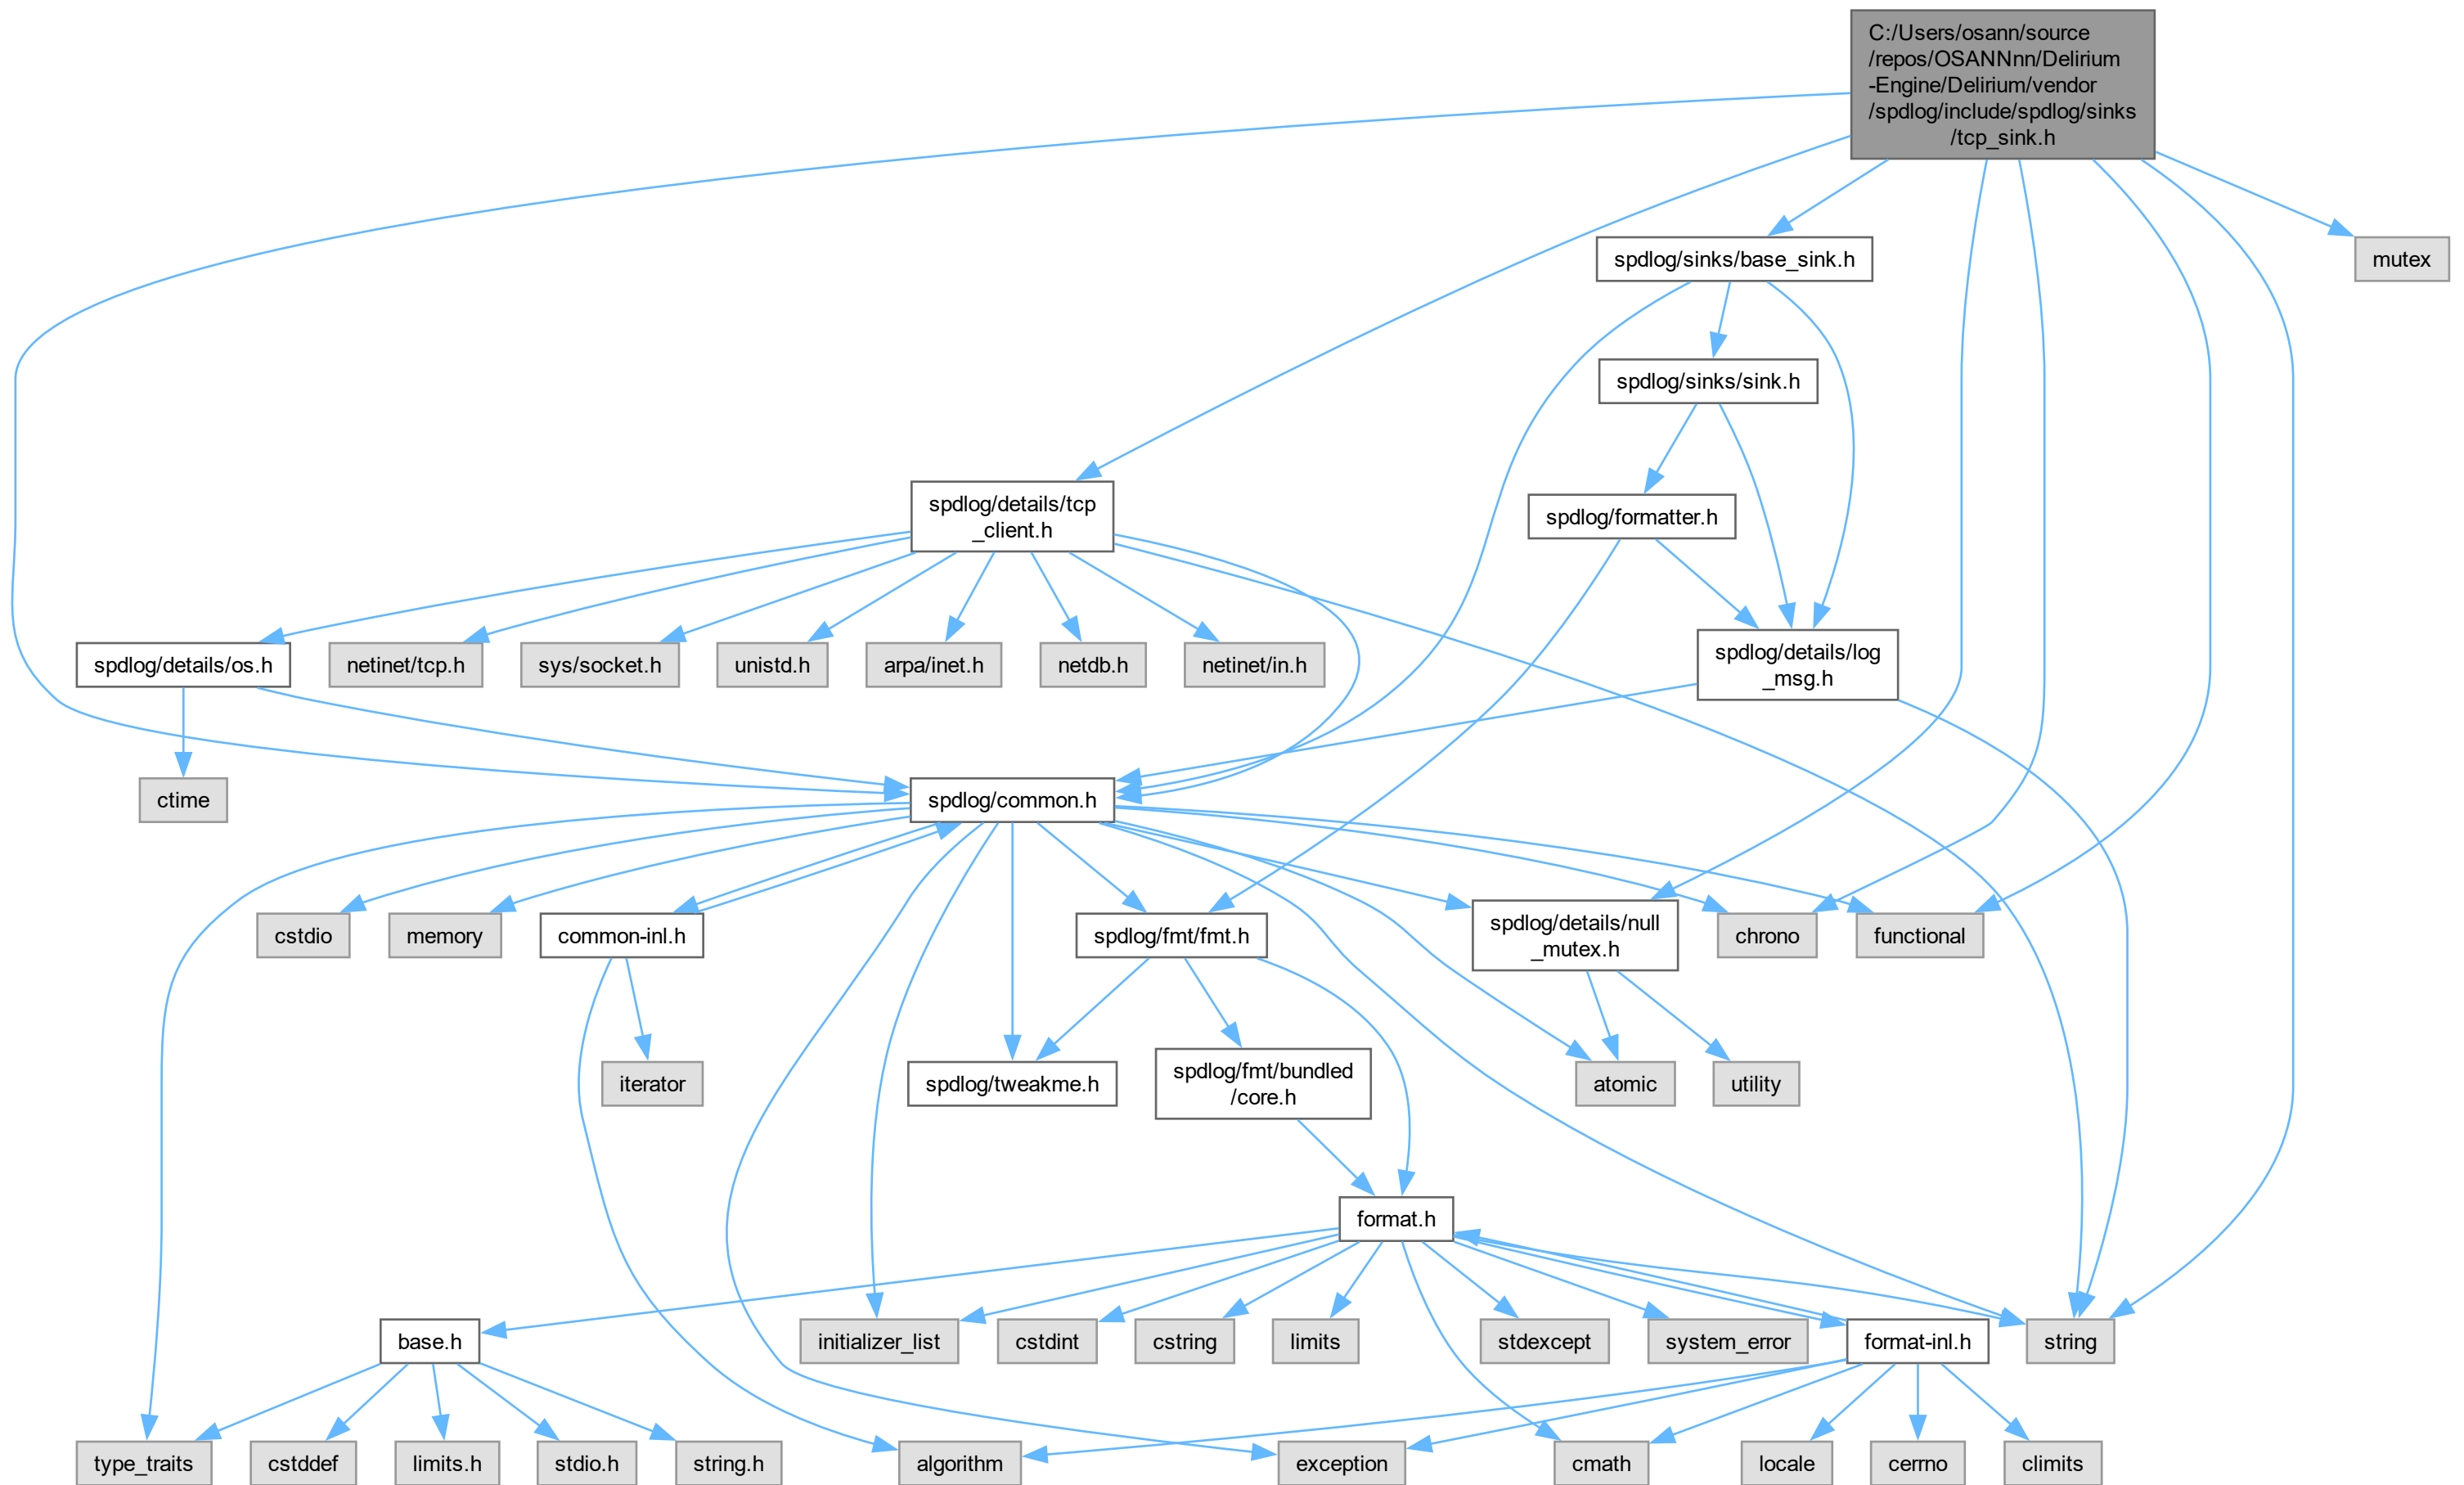 C:/Users/osann/source
/repos/OSANNnn/Delirium
-Engine/Delirium/vendor
/spdlog/include/spdlog/sinks
/tcp_sink.h
spdlog/sinks/base_sink.h
mutex
spdlog/sinks/sink.h
spdlog/details/tcp
_client.h
spdlog/formatter.h
spdlog/details/os.h
netinet/tcp.h
sys/socket.h
unistd.h
arpa/inet.h
netdb.h
netinet/in.h
spdlog/details/log
_msg.h
ctime
spdlog/common.h
cstdio
memory
common-inl.h
spdlog/fmt/fmt.h
spdlog/details/null
_mutex.h
chrono
functional
iterator
spdlog/tweakme.h
spdlog/fmt/bundled
/core.h
atomic
utility
format.h
base.h
initializer_list
cstdint
cstring
limits
stdexcept
system_error
format-inl.h
string
type_traits
cstddef
limits.h
stdio.h
string.h
algorithm
exception
cmath
locale
cerrno
climits